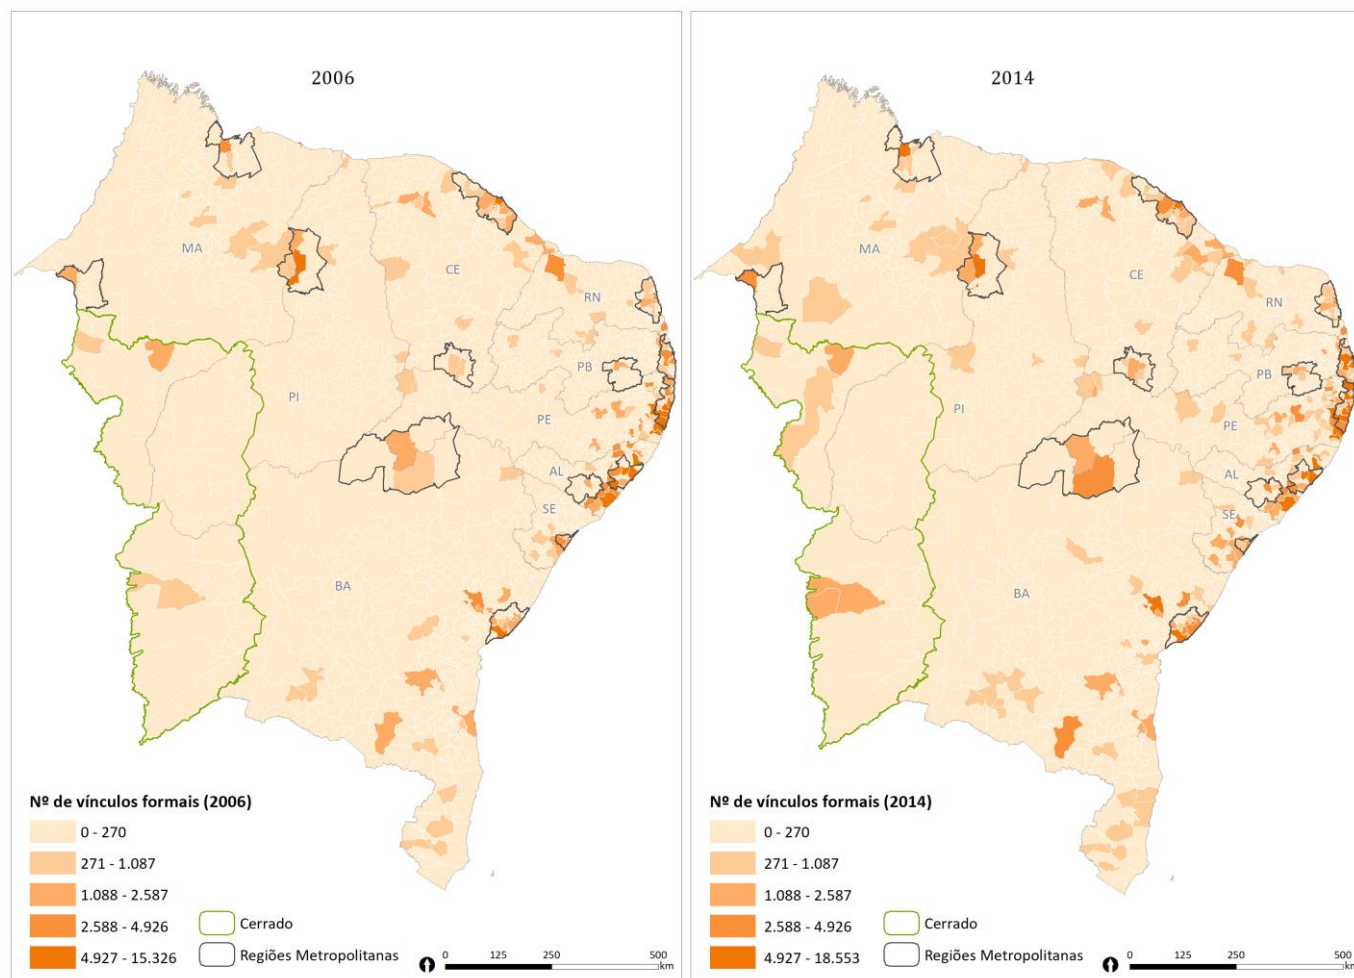 2006
MA
CE
RN
PB
PI
PE
AL
SE
BA
Nº de vínculos formais (2006)
0 - 270
271 - 1.087
1.088 - 2.587
2.588 - 4.926
4.927 - 15.326
Cerrado
Regiões Metropolitanas
0 125 250 500
km
2014
MA
CE
RN
PB
PI
PE
AL
SE
BA
Nº de vínculos formais (2014)
0 - 270
271 - 1.087
1.088 - 2.587
2.588 - 4.926
4.927 - 18.553
Cerrado
Regiões Metropolitanas
0 125 250 500
km